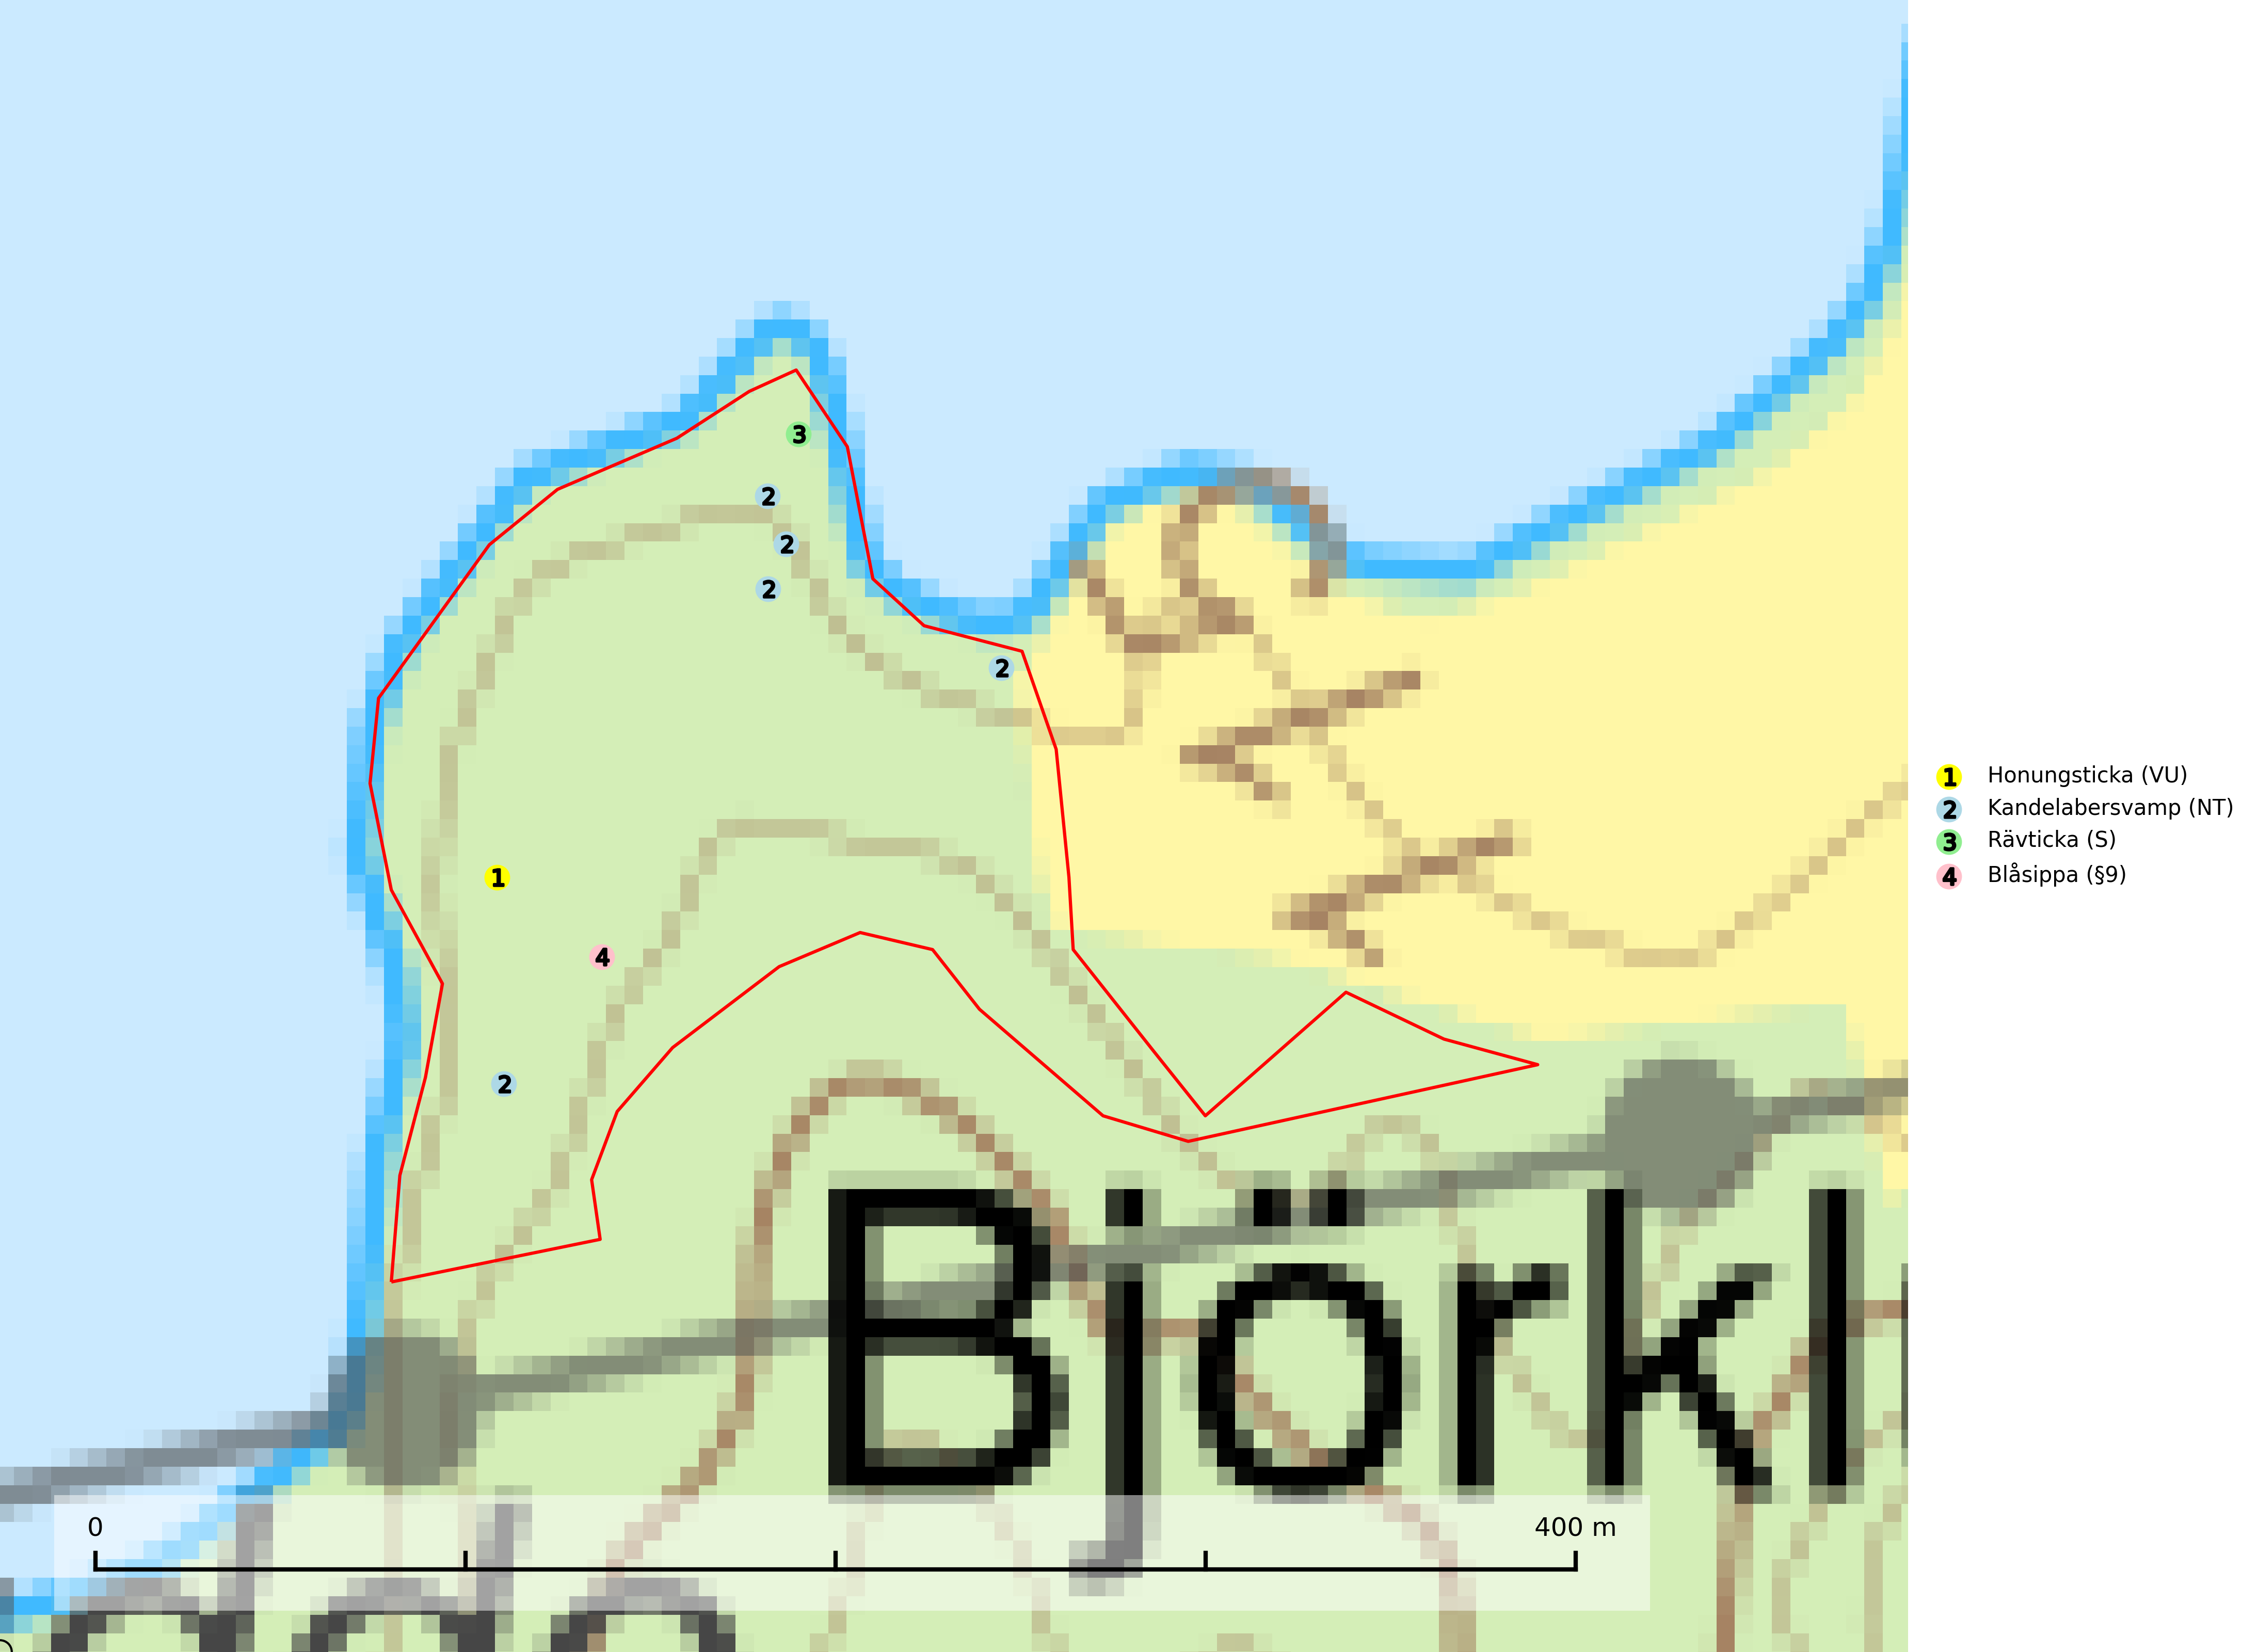 3
2
2
2
2
1
4
2
1 Honungsticka (VU)
2 Kandelabersvamp (NT)
3 Rävticka (S)
4 Blåsippa (§9)
Björkl
0 400 m